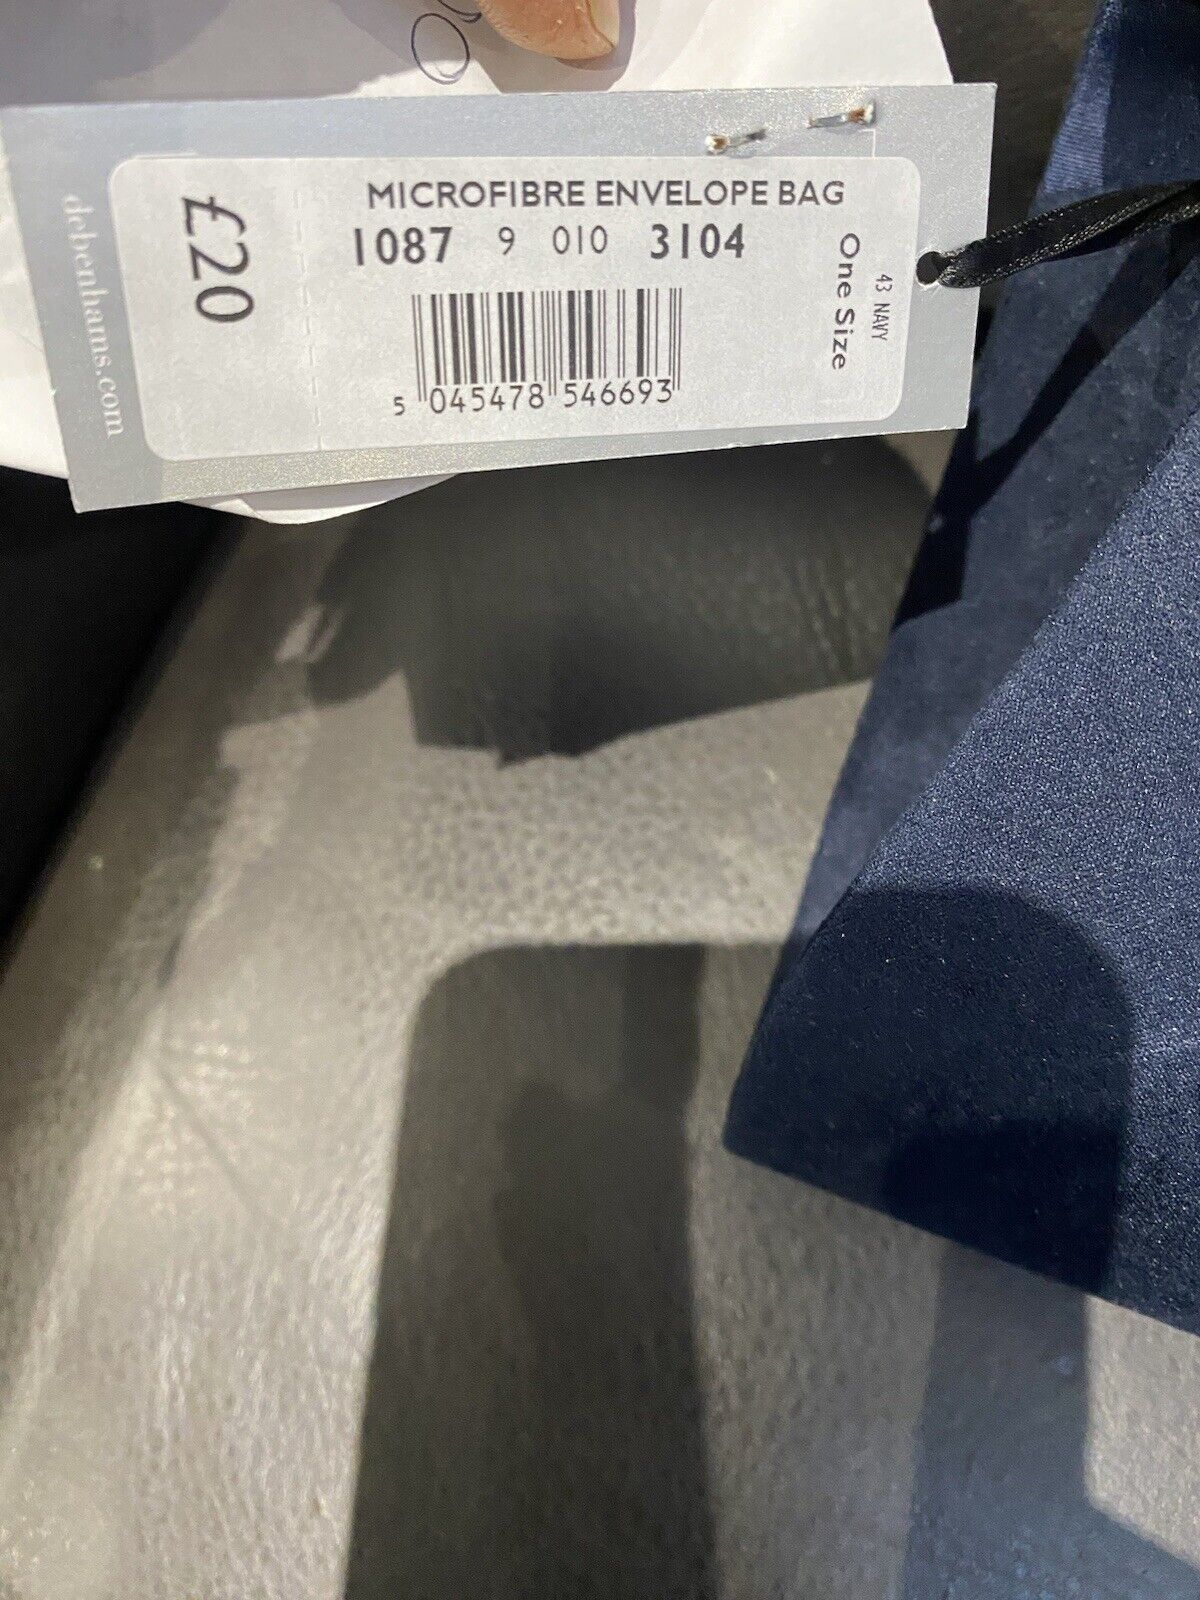 MICROFIBRE ENVELOPE BAG
1087 9 010 3104
£20
One Size
43 NAVY
5 045478 546693
debenhams.com